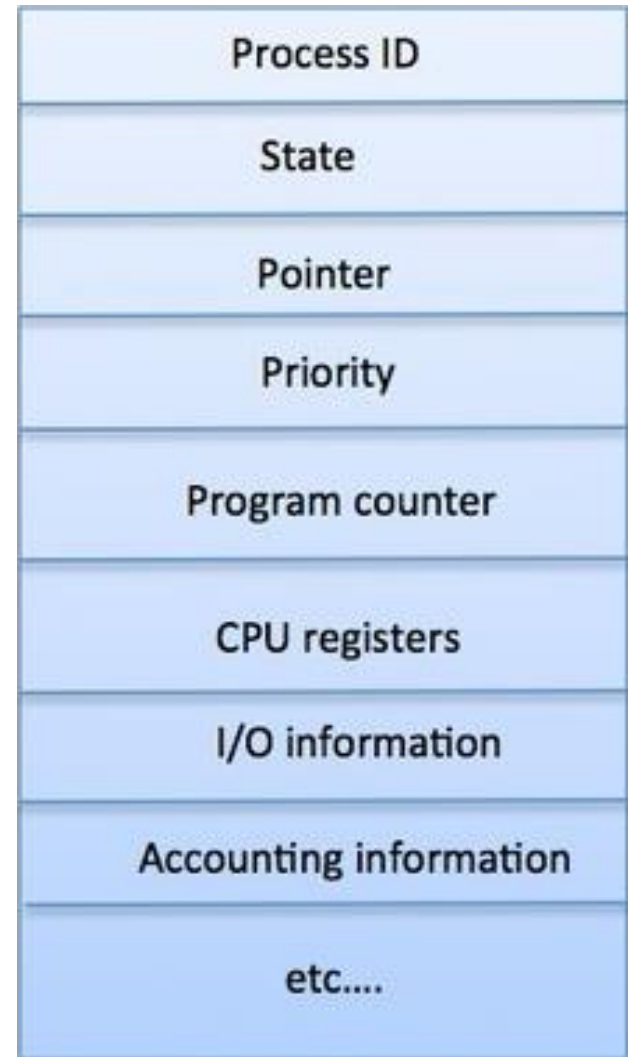 Process ID
State
Pointer
Priority
Program counter
CPU registers
I/O information
Accounting information
etc....